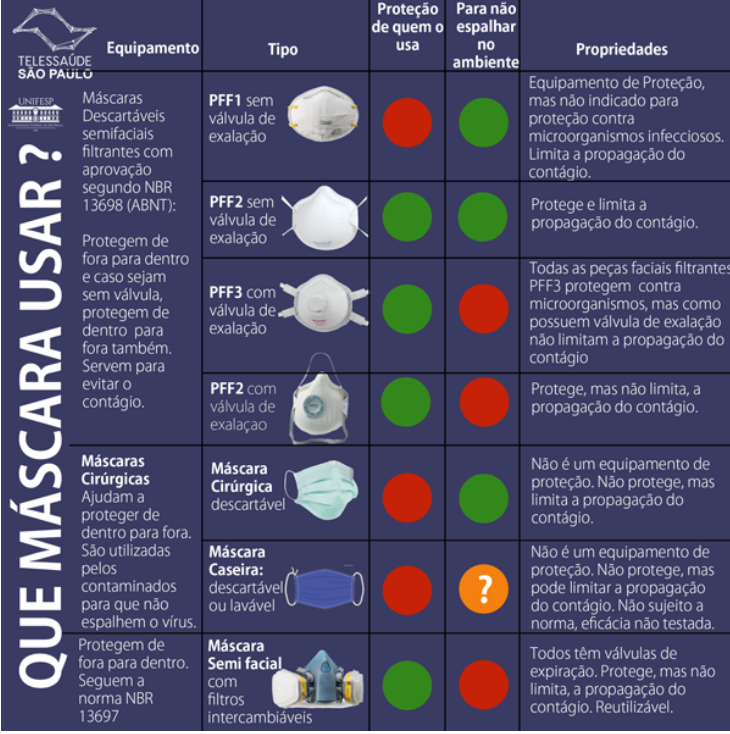 TELESSAÚDE
SÃO PAULO
UNIFESP
QUE MÁSCARA USAR ?
Equipamento
Tipo
Proteção
de quem o
usa
Para não
espalhar
no
ambiente
Propriedades
Máscaras
Descartáveis
semifaciais
filtrantes com
aprovação
segundo NBR
13698 (ABNT):
Protegem de
fora para dentro
e caso sejam
sem válvula,
protegem de
dentro para
fora também.
Servem para
evitar o
contágio.
PFF1 sem
válvula de
exalação
Equipamento de Proteção,
mas não indicado para
proteção contra
microorganismos infecciosos.
Limita a propagação do
contágio.
PFF2 sem
válvula de
exalação
Protege e limita a
propagação do contágio.
PFF3 com
válvula de
exalação
Todas as peças faciais filtrantes
PFF3 protegem contra
microorganismos, mas como
possuem válvula de exalação
não limitam a propagação do
contágio
PFF2 com
válvula de
exalaçao
Protege, mas não limita, a
propagação do contágio.
Máscaras
Cirúrgicas
Ajudam a
proteger de
dentro para fora.
São utilizadas
pelos
contaminados
para que não
espalhem o vírus.
Máscara
Cirúrgica
descartável
Não é um equipamento de
proteção. Não protege, mas
limita a propagação do
contágio.
Máscara
Caseira:
descartável
ou lavável
?
Não é um equipamento de
proteção. Não protege, mas
pode limitar a propagação
do contágio. Não sujeito a
norma, eficácia não testada.
Protegem de
fora para dentro.
Seguem a
norma NBR
13697
Máscara
Semi facial
com
filtros
intercambiáveis
Todos têm válvulas de
expiração. Protege, mas não
limita, a propagação do
contágio. Reutilizável.